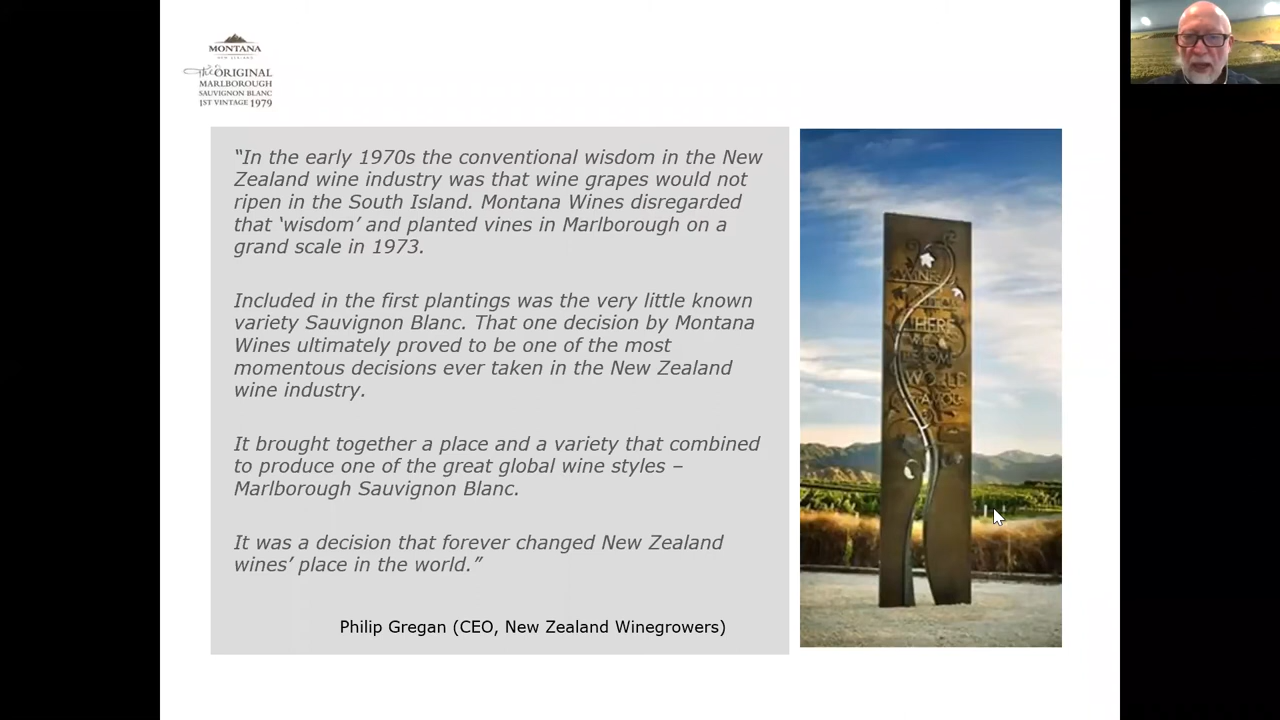 MONTANA
NEW ZEALAND
The ORIGINAL
MARLBOROUGH
SAUVIGNON BLANC
1ST VINTAGE 1979
“In the early 1970s the conventional wisdom in the New
Zealand wine industry was that wine grapes would not
ripen in the South Island. Montana Wines disregarded
that ‘wisdom’ and planted vines in Marlborough on a
grand scale in 1973.
Included in the first plantings was the very little known
variety Sauvignon Blanc. That one decision by Montana
Wines ultimately proved to be one of the most
momentous decisions ever taken in the New Zealand
wine industry.
It brought together a place and a variety that combined
to produce one of the great global wine styles –
Marlborough Sauvignon Blanc.
It was a decision that forever changed New Zealand
wines’ place in the world.”
Philip Gregan (CEO, New Zealand Winegrowers)
WINES
HERE
WILL
BECOME
WORLD